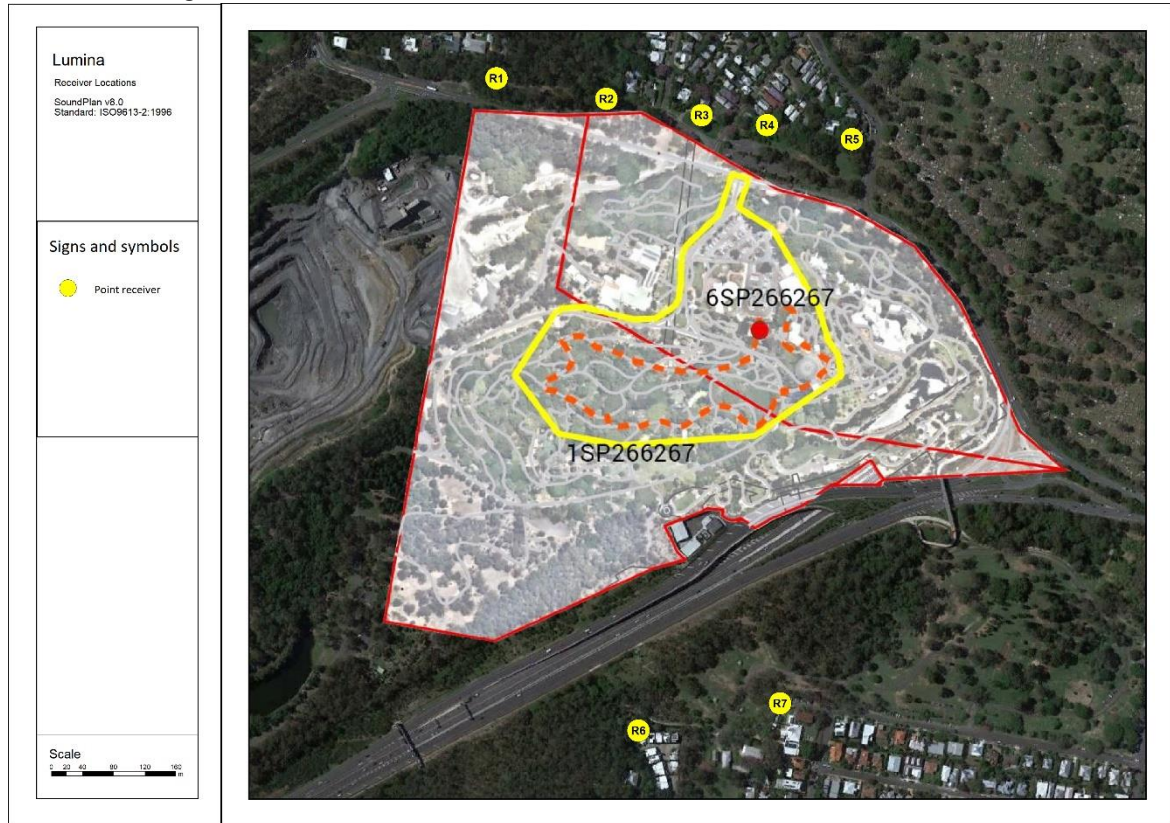 Lumina
Receiver Locations
SoundPlan v8.0
Standard: ISO9613-2:1996
Signs and symbols
Point receiver
Scale
0 20 40 80 120 160
m
R1
R2
R3
R4
R5
6SP266267
1SP266267
R6
R7